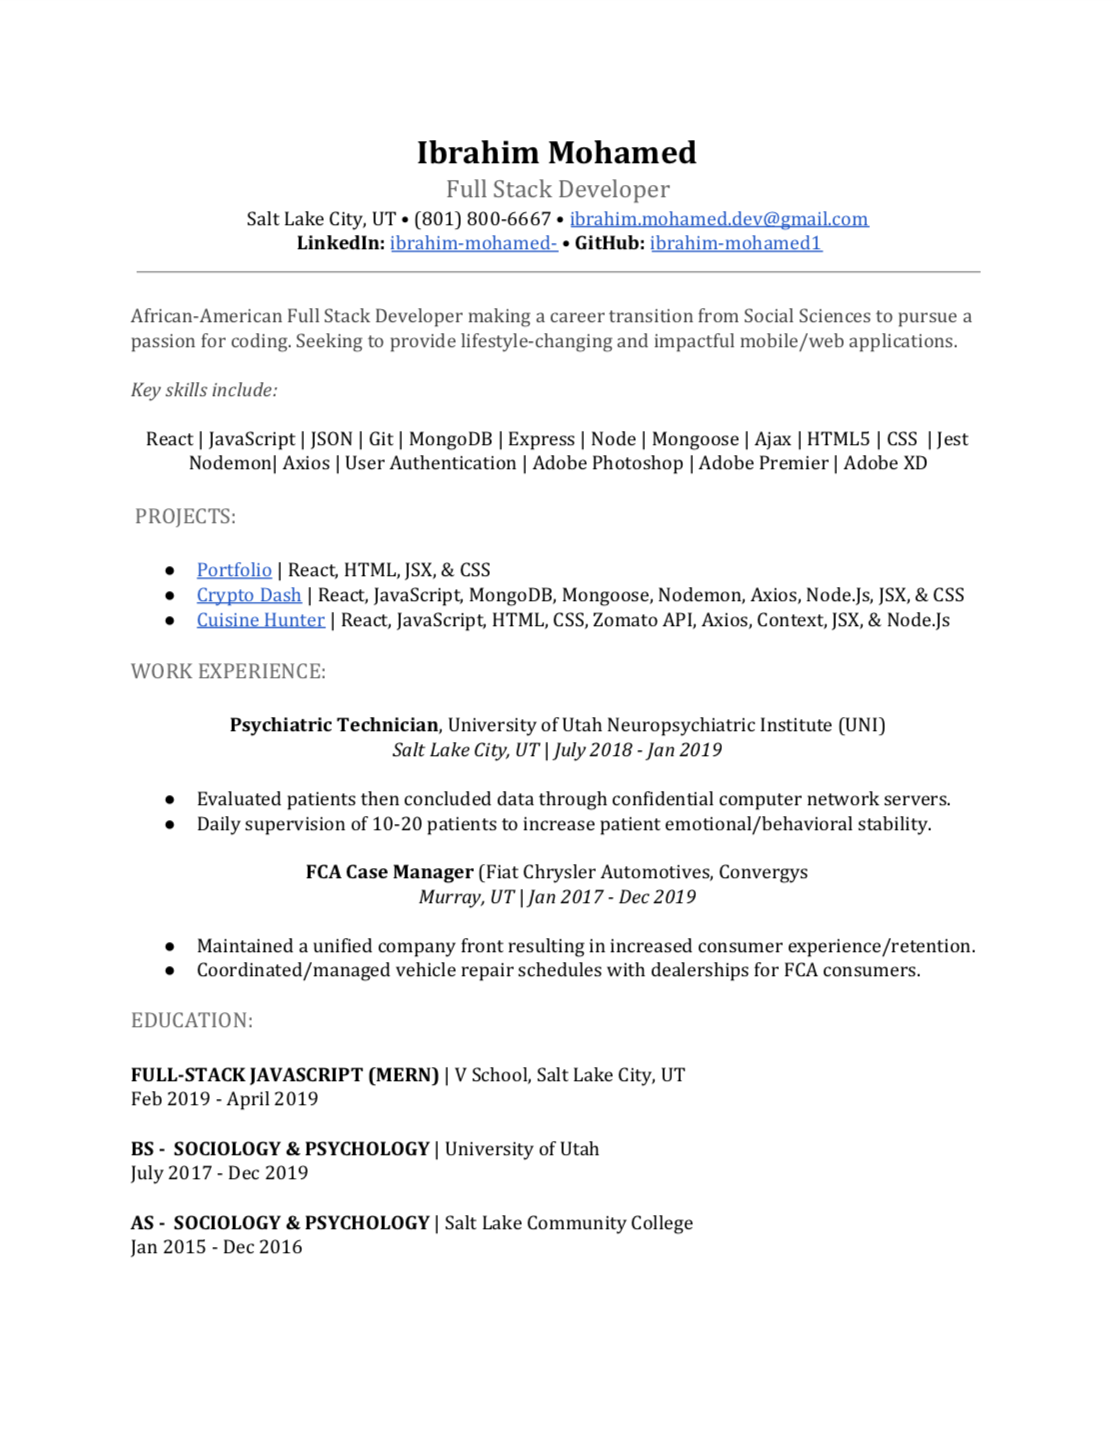 Ibrahim Mohamed
Full Stack Developer
Salt Lake City, UT • (801) 800-6667 • ibrahim.mohamed.dev@gmail.com
LinkedIn: ibrahim-mohamed- • GitHub: ibrahim-mohamed1
African-American Full Stack Developer making a career transition from Social Sciences to pursue a
passion for coding. Seeking to provide lifestyle-changing and impactful mobile/web applications.
Key skills include:
React | JavaScript | JSON | Git | MongoDB | Express | Node | Mongoose | Ajax | HTML5 | CSS | Jest
Nodemon| Axios | User Authentication | Adobe Photoshop | Adobe Premier | Adobe XD
PROJECTS:
● Portfolio | React, HTML, JSX, & CSS
● Crypto Dash | React, JavaScript, MongoDB, Mongoose, Nodemon, Axios, Node.Js, JSX, & CSS
● Cuisine Hunter | React, JavaScript, HTML, CSS, Zomato API, Axios, Context, JSX, & Node.Js
WORK EXPERIENCE:
Psychiatric Technician, University of Utah Neuropsychiatric Institute (UNI)
Salt Lake City, UT | July 2018 - Jan 2019
● Evaluated patients then concluded data through confidential computer network servers.
● Daily supervision of 10-20 patients to increase patient emotional/behavioral stability.
FCA Case Manager (Fiat Chrysler Automotives, Convergys
Murray, UT | Jan 2017 - Dec 2019
● Maintained a unified company front resulting in increased consumer experience/retention.
● Coordinated/managed vehicle repair schedules with dealerships for FCA consumers.
EDUCATION:
FULL-STACK JAVASCRIPT (MERN) | V School, Salt Lake City, UT
Feb 2019 - April 2019
BS - SOCIOLOGY & PSYCHOLOGY | University of Utah
July 2017 - Dec 2019
AS - SOCIOLOGY & PSYCHOLOGY | Salt Lake Community College
Jan 2015 - Dec 2016